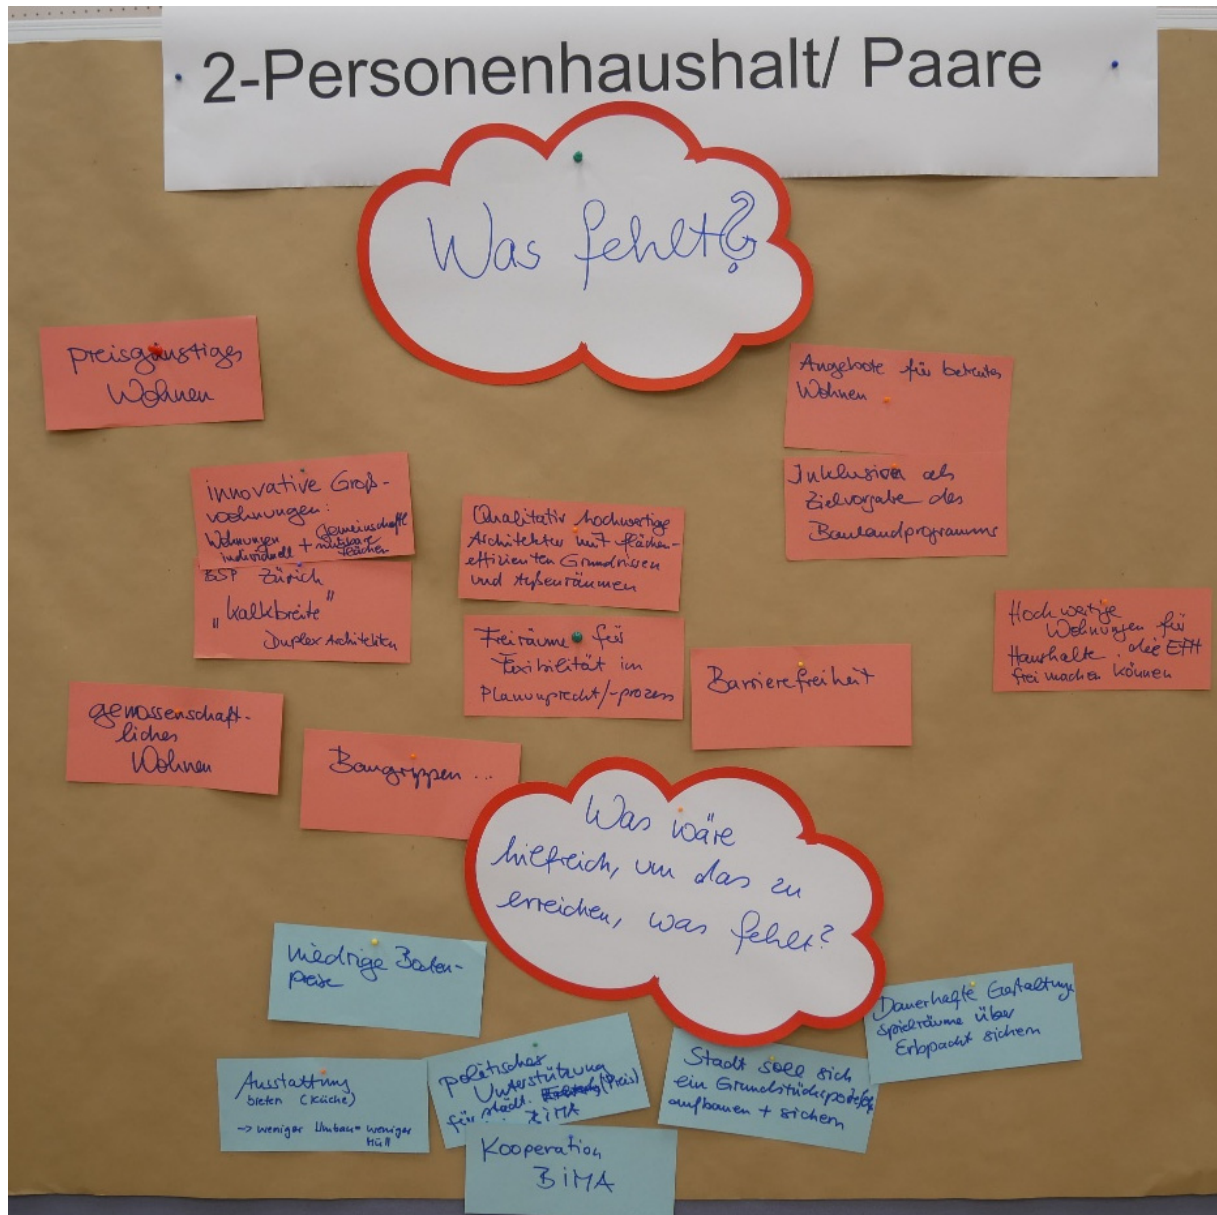 2-Personenhaushalt/ Paare
Was fehlt?
preisgünstiges
Wohnen
Angebote für betreutes
Wohnen
Inklusion als
Zielvorgabe des
Baulandprogramms
innovative Groß-
wohnungen:
Wohnungen
individuell +
Gemeinschaftl
nutzbare
Flächen
BSP Zürich
"Kalkbreite"
Duplex Architekten
Qualitativ hochwertige
Architektur mit flächen-
effizienten Grundrissen
und Außenräumen
Freiräume für
Flexibilität im
Planungsrecht/-prozess
Barrierefreiheit
Hochwertige
Wohnungen für
Haushalte, die EFH
frei machen können
genossenschaft-
liches
Wohnen
Baugruppen ...
Was wäre
hilfreich, um das zu
erreichen, was fehlt?
niedrige Boden-
preise
Dauerhafte Gestaltungs
spielräume über
Erbpacht sichern
Ausstattung
bieten (Küche)
-> weniger Umbau = weniger
Müll
politische
Unterstützung
für städt. (Preis)
BiMA
Stadt soll sich
ein Grundstücksportfolio
aufbauen + sichern
Kooperation
BiMA